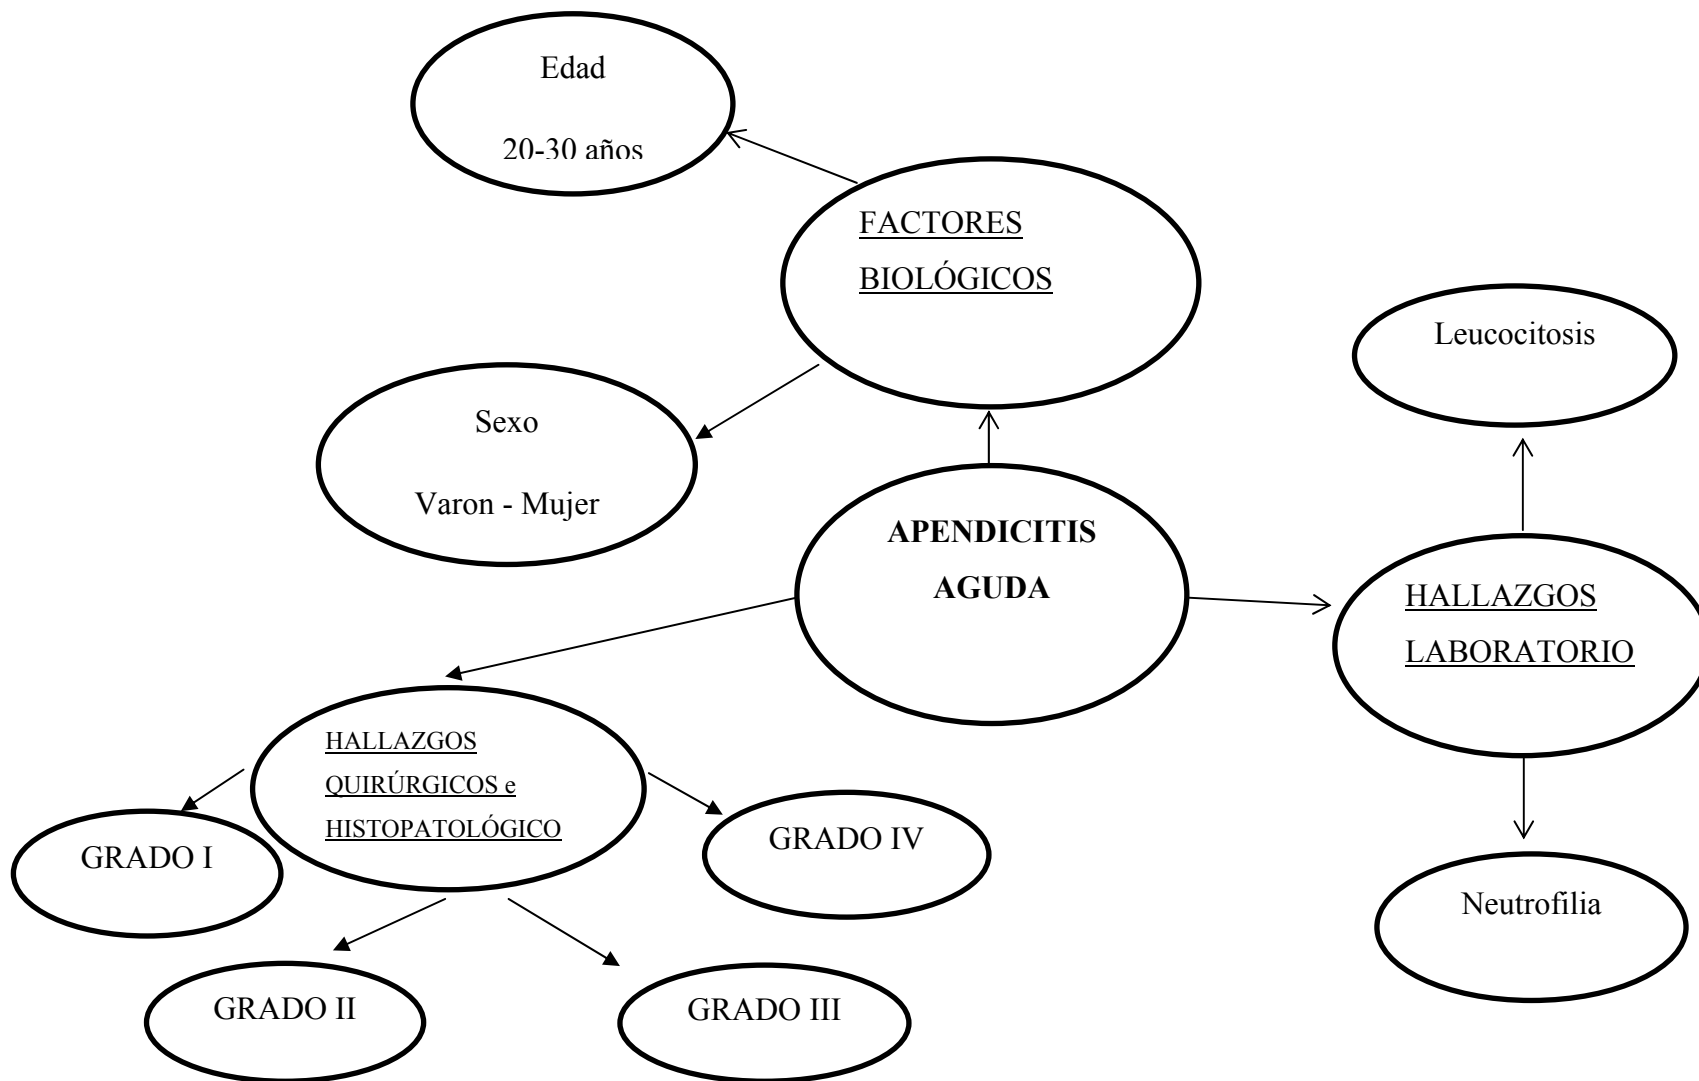 Edad
20-30 años
FACTORES
BIOLÓGICOS
Leucocitosis
Sexo
Varon - Mujer
APENDICITIS
AGUDA
HALLAZGOS
LABORATORIO
HALLAZGOS
QUIRÚRGICOS e
HISTOPATOLÓGICO
GRADO I
GRADO IV
Neutrofilia
GRADO II
GRADO III